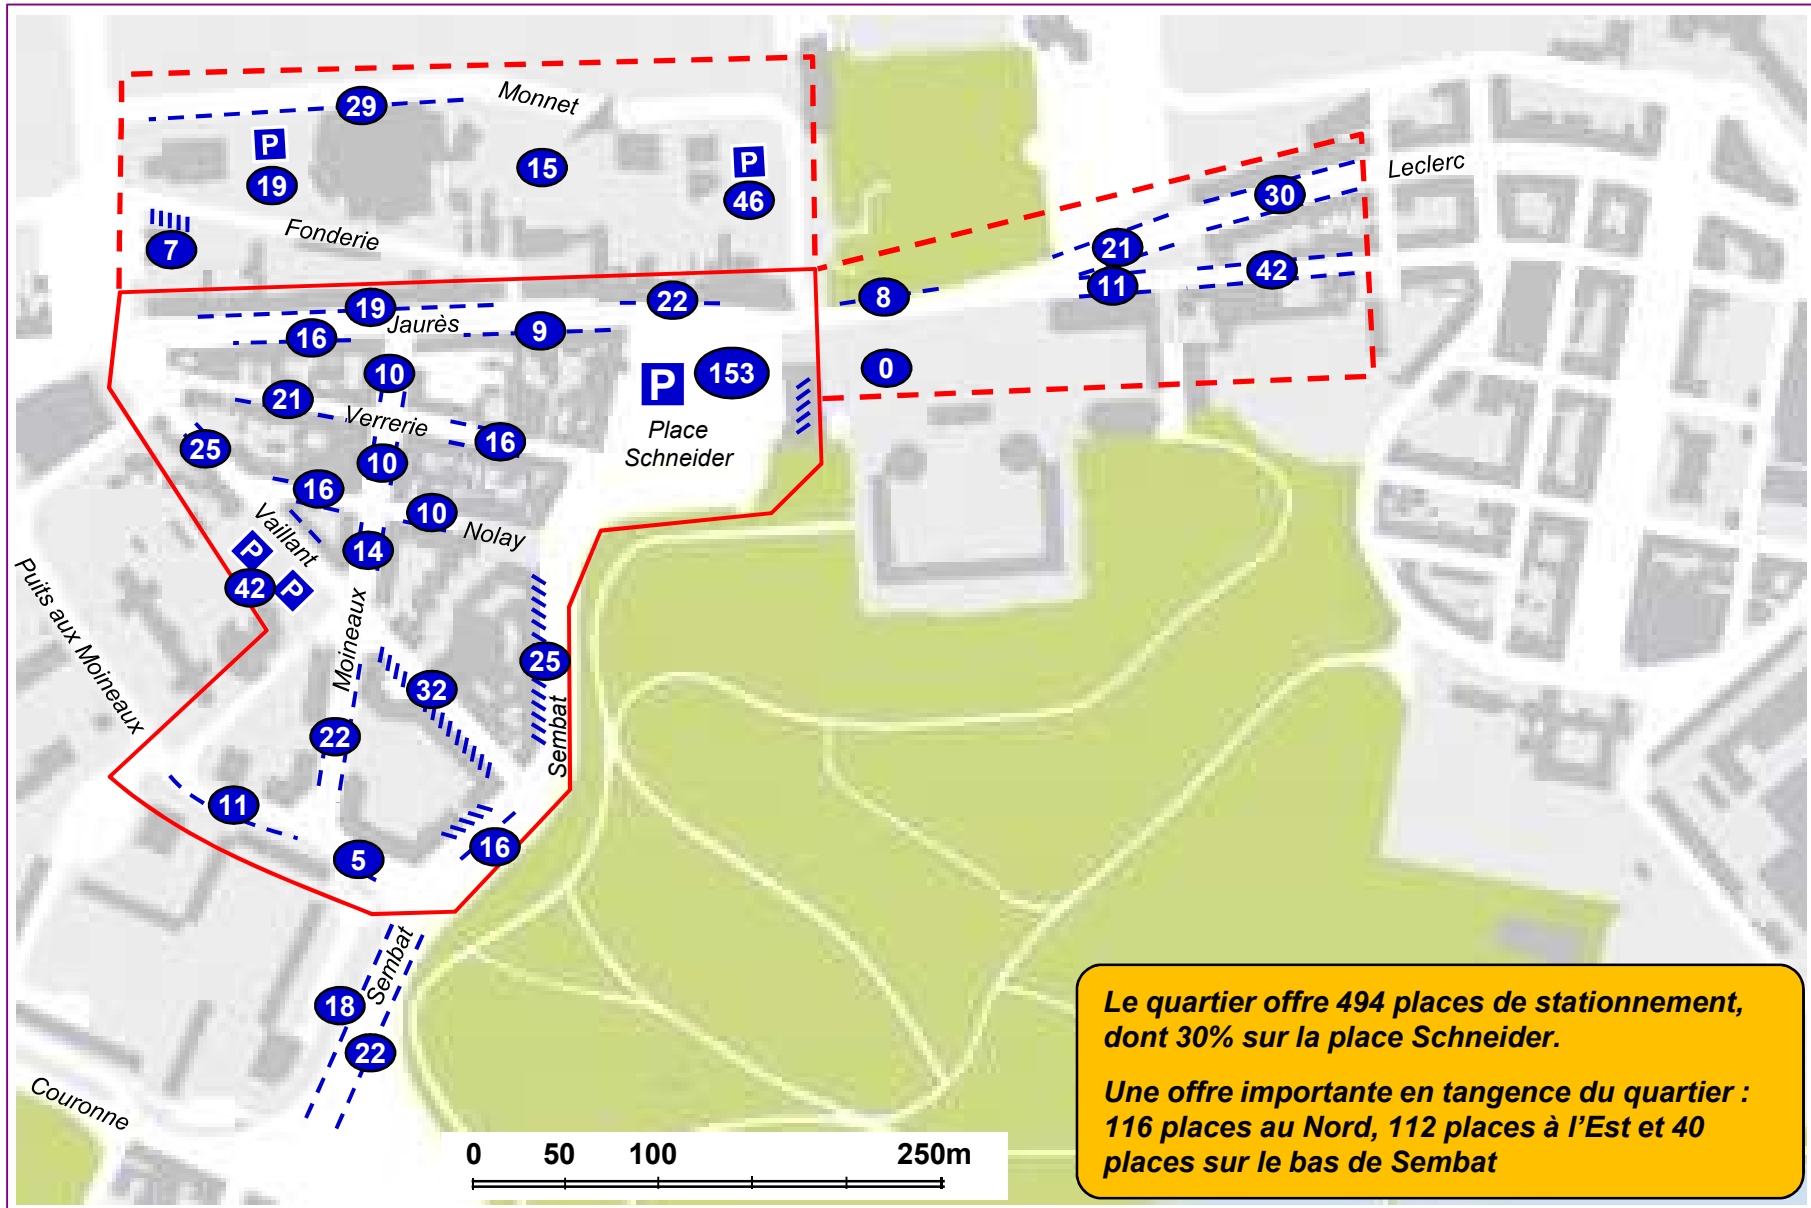 Monnet
29
P
19
15
P
46
7
Fonderie
Leclerc
30
21
11
42
8
0
19
Jaurès
22
16
9
10
P
153
Place
Schneider
21
Verrerie
16
25
10
16
10
Nolay
Vaillant
14
P
42
P
Puits aux Moineaux
Moineaux
32
25
Sembat
22
11
5
16
Sembat
18
22
Couronne
0 50 100 250m
Le quartier offre 494 places de stationnement,
dont 30% sur la place Schneider.
Une offre importante en tangence du quartier :
116 places au Nord, 112 places à l’Est et 40
places sur le bas de Sembat